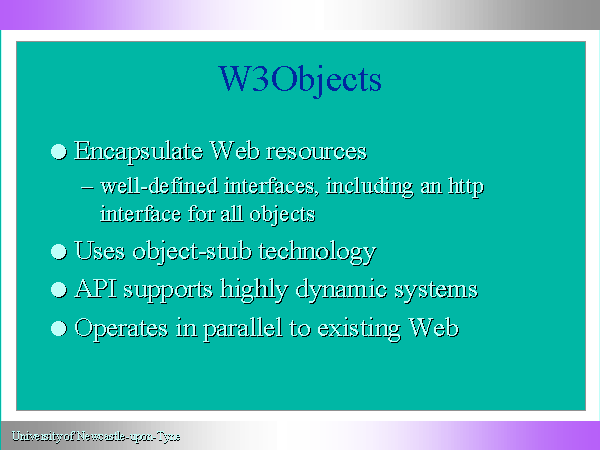 W3Objects
● Encapsulate Web resources
– well-defined interfaces, including an http
interface for all objects
● Uses object-stub technology
● API supports highly dynamic systems
● Operates in parallel to existing Web
University of Newcastle-upon-Tyne